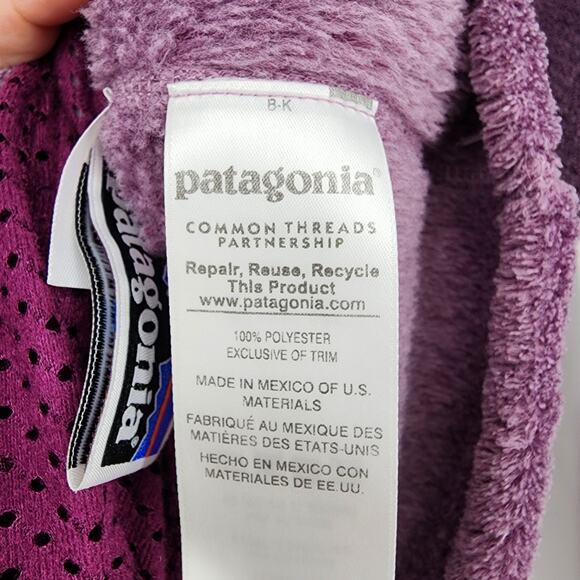 B-K
patagonia
COMMON THREADS
PARTNERSHIP
Repair, Reuse, Recycle
This Product
www.patagonia.com
100% POLYESTER
EXCLUSIVE OF TRIM
MADE IN MEXICO OF U.S.
MATERIALS
FABRIQUÉ AU MEXIQUE DES
MATIÈRES DES ETATS-UNIS
HECHO EN MEXICO CON
MATERIALES DE EE.UU.
patagonia